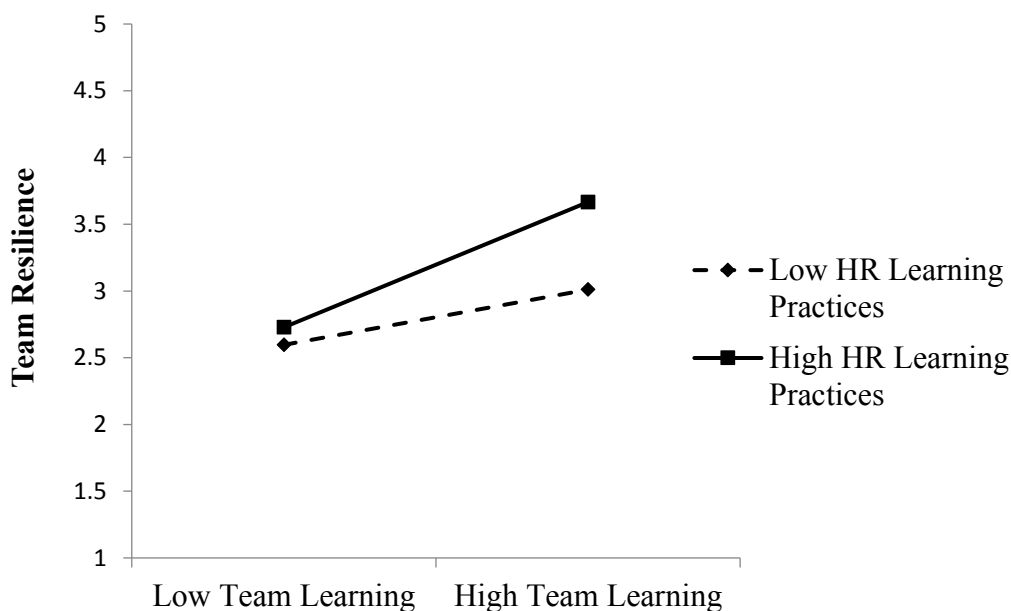 5
4.5
4
3.5
3
2.5
2
1.5
1
Team Resilience
Low Team Learning
High Team Learning
Low HR Learning
Practices
High HR Learning
Practices